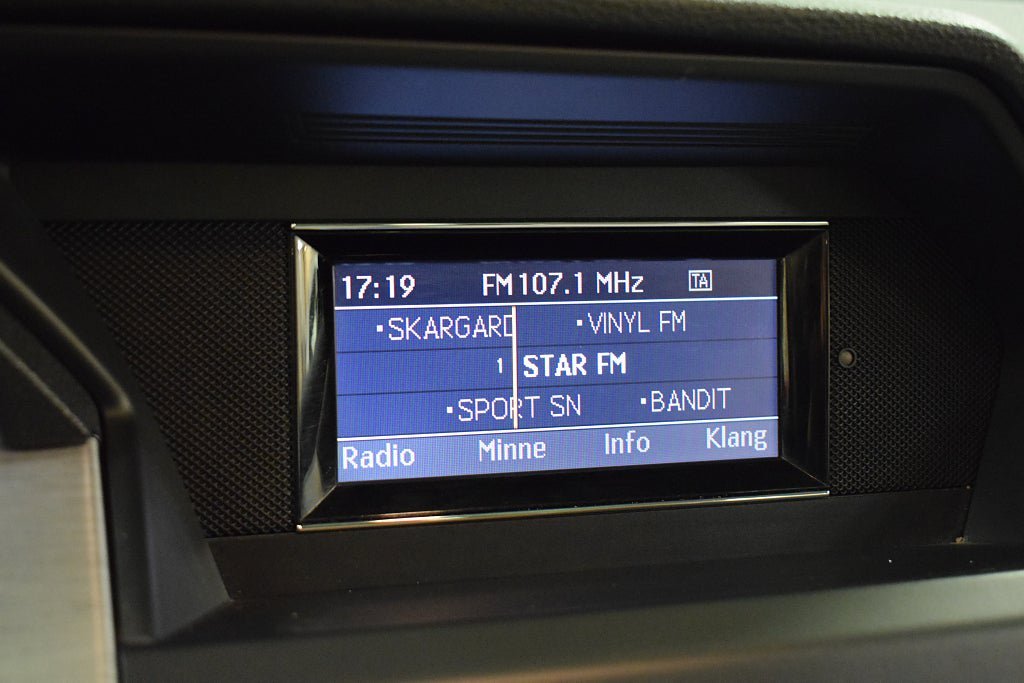 17:19 FM 107.1 MHz TA
·SKARGARD ·VINYL FM
1 STAR FM
·SPORT SN ·BANDIT
Radio Minne Info Klang